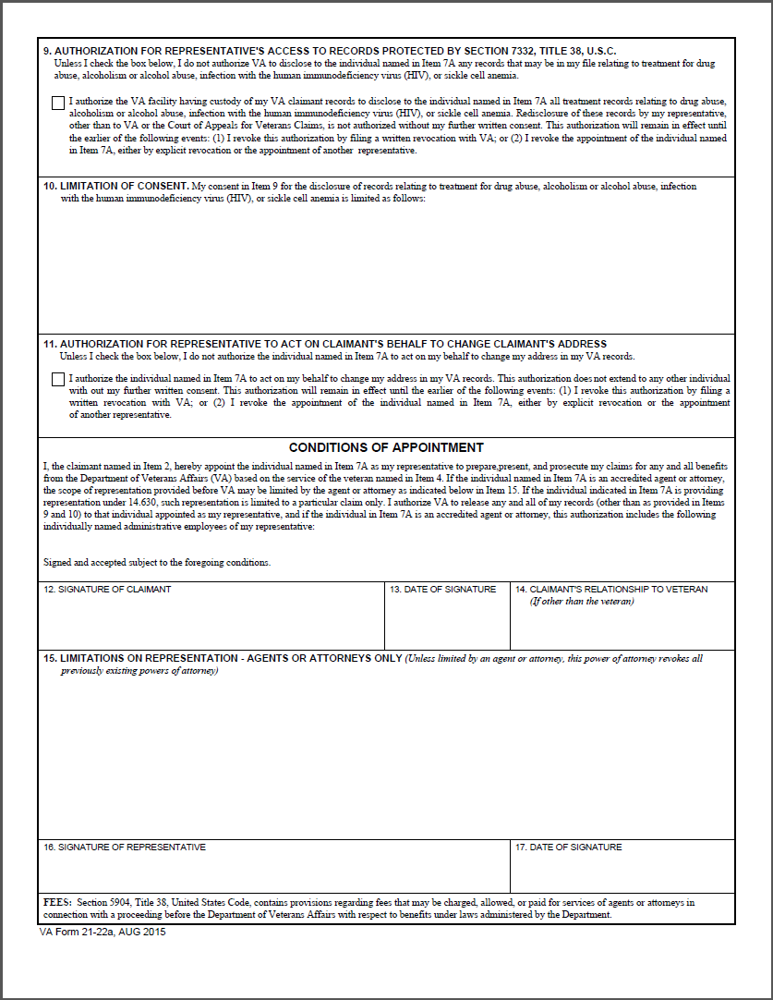 9. AUTHORIZATION FOR REPRESENTATIVE'S ACCESS TO RECORDS PROTECTED BY SECTION 7332, TITLE 38, U.S.C.
Unless I check the box below, I do not authorize VA to disclose to the individual named in Item 7A any records that may be in my file relating to treatment for drug
abuse, alcoholism or alcohol abuse, infection with the human immunodeficiency virus (HIV), or sickle cell anemia.
I authorize the VA facility having custody of my VA claimant records to disclose to the individual named in Item 7A all treatment records relating to drug abuse,
alcoholism or alcohol abuse, infection with the human immunodeficiency virus (HIV), or sickle cell anemia. Redisclosure of these records by my representative,
other than to VA or the Court of Appeals for Veterans Claims, is not authorized without my further written consent. This authorization will remain in effect until
the earlier of the following events: (1) I revoke this authorization by filing a written revocation with VA; or (2) I revoke the appointment of the individual named
in Item 7A, either by explicit revocation or the appointment of another representative.
10. LIMITATION OF CONSENT. My consent in Item 9 for the disclosure of records relating to treatment for drug abuse, alcoholism or alcohol abuse, infection
with the human immunodeficiency virus (HIV), or sickle cell anemia is limited as follows:
11. AUTHORIZATION FOR REPRESENTATIVE TO ACT ON CLAIMANT'S BEHALF TO CHANGE CLAIMANT'S ADDRESS
Unless I check the box below, I do not authorize the individual named in Item 7A to act on my behalf to change my address in my VA records.
I authorize the individual named in Item 7A to act on my behalf to change my address in my VA records. This authorization does not extend to any other individual
with out my further written consent. This authorization will remain in effect until the earlier of the following events: (1) I revoke this authorization by filing a
written revocation with VA; or (2) I revoke the appointment of the individual named in Item 7A, either by explicit revocation or the appointment
of another representative.
CONDITIONS OF APPOINTMENT
I, the claimant named in Item 2, hereby appoint the individual named in Item 7A as my representative to prepare,present, and prosecute my claims for any and all benefits
from the Department of Veterans Affairs (VA) based on the service of the veteran named in Item 4. If the individual named in Item 7A is an accredited agent or attorney,
the scope of representation provided before VA may be limited by the agent or attorney as indicated below in Item 15. If the individual indicated in Item 7A is providing
representation under 14.630, such representation is limited to a particular claim only. I authorize VA to release any and all of my records (other than as provided in Items
9 and 10) to that individual appointed as my representative, and if the individual in Item 7A is an accredited agent or attorney, this authorization includes the following
individually named administrative employees of my representative:
Signed and accepted subject to the foregoing conditions.
12. SIGNATURE OF CLAIMANT
13. DATE OF SIGNATURE
14. CLAIMANT'S RELATIONSHIP TO VETERAN
(If other than the veteran)
15. LIMITATIONS ON REPRESENTATION - AGENTS OR ATTORNEYS ONLY (Unless limited by an agent or attorney, this power of attorney revokes all
previously existing powers of attorney)
16. SIGNATURE OF REPRESENTATIVE
17. DATE OF SIGNATURE
FEES: Section 5904, Title 38, United States Code, contains provisions regarding fees that may be charged, allowed, or paid for services of agents or attorneys in
connection with a proceeding before the Department of Veterans Affairs with respect to benefits under laws administered by the Department.
VA Form 21-22a, AUG 2015